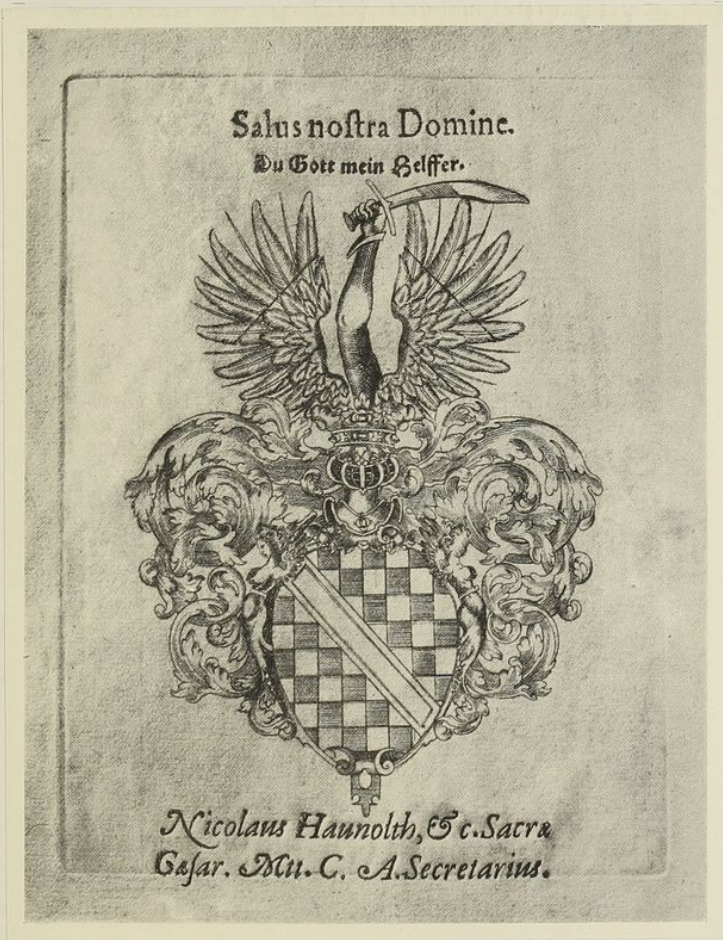 Salus noſtra Domine.
Du Gott mein Helffer.
Nicolaus Haunolth, & c. Sacræ
Cæſar. Mtt. C. A. Secretarius.